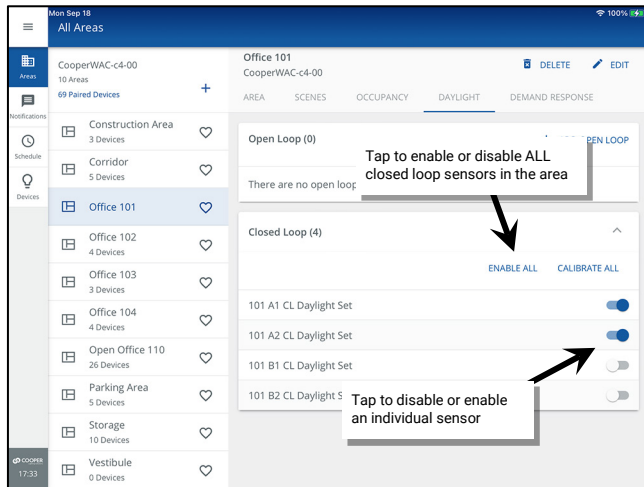 Mon Sep 18
100%
All Areas
Areas
Notifications
Schedule
Devices
COOPER
17:33
CooperWAC-c4-00
10 Areas
69 Paired Devices
+
Construction Area
3 Devices
Corridor
5 Devices
Office 101
Office 102
4 Devices
Office 103
3 Devices
Office 104
4 Devices
Open Office 110
26 Devices
Parking Area
5 Devices
Storage
10 Devices
Vestibule
0 Devices
Office 101
CooperWAC-c4-00
DELETE
EDIT
AREA SCENES OCCUPANCY DAYLIGHT DEMAND RESPONSE
Open Loop (0)
OPEN LOOP
There are no open loop
Tap to enable or disable ALL
closed loop sensors in the area
Closed Loop (4)
ENABLE ALL CALIBRATE ALL
101 A1 CL Daylight Set
101 A2 CL Daylight Set
101 B1 CL Daylight Set
101 B2 CL Daylight S
Tap to disable or enable
an individual sensor